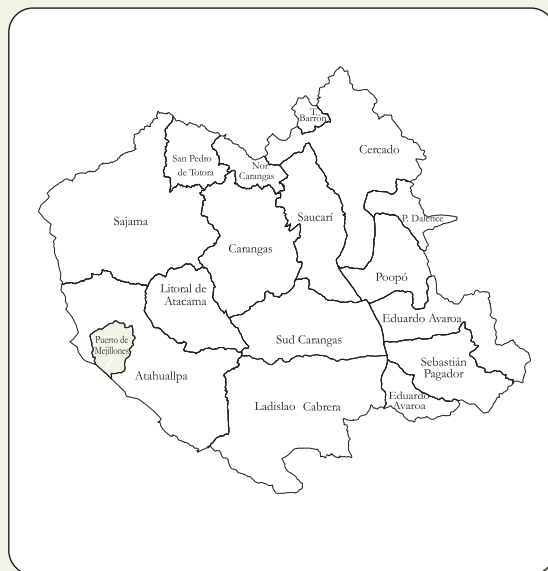 T.
Barrón
Cercado
San Pedro
de Totora
Nor
Carangas
Sajama
Saucarí
P. Dalence
Carangas
Poopó
Litoral de
Atacama
Eduardo Avaroa
Puerto de
Mejillones
Sud Carangas
Atahuallpa
Sebastián
Pagador
Ladislao Cabrera
Eduardo
Avaroa